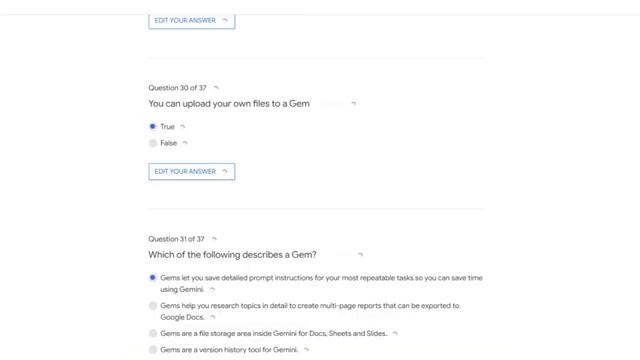 EDIT YOUR ANSWER
Question 30 of 37
You can upload your own files to a Gem
True
False
EDIT YOUR ANSWER
Question 31 of 37
Which of the following describes a Gem?
Gems let you save detailed prompt instructions for your most repeatable tasks so you can save time
using Gemini.
Gems help you research topics in detail to create multi-page reports that can be exported to
Google Docs.
Gems are a file storage area inside Gemini for Docs, Sheets and Slides.
Gems are a version history tool for Gemini.